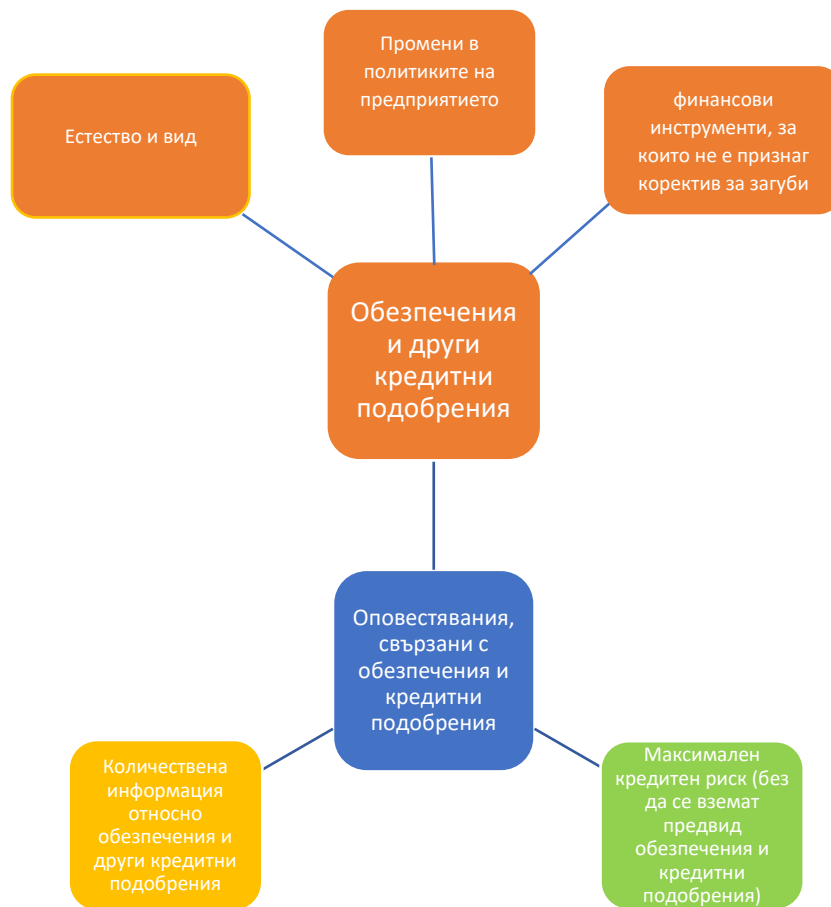 Промени в
политиките на
предприятието
Естество и вид
финансови
инструменти, за
които не е признаг
коректив за загуби
Обезпечения
и други
кредитни
подобрения
Оповестявания,
свързани с
обезпечения и
кредитни
подобрения
Количествена
информация
относно
обезпечения и
други кредитни
подобрения
Максимален
кредитен риск (без
да се вземат
предвид
обезпечения и
кредитни
подобрения)